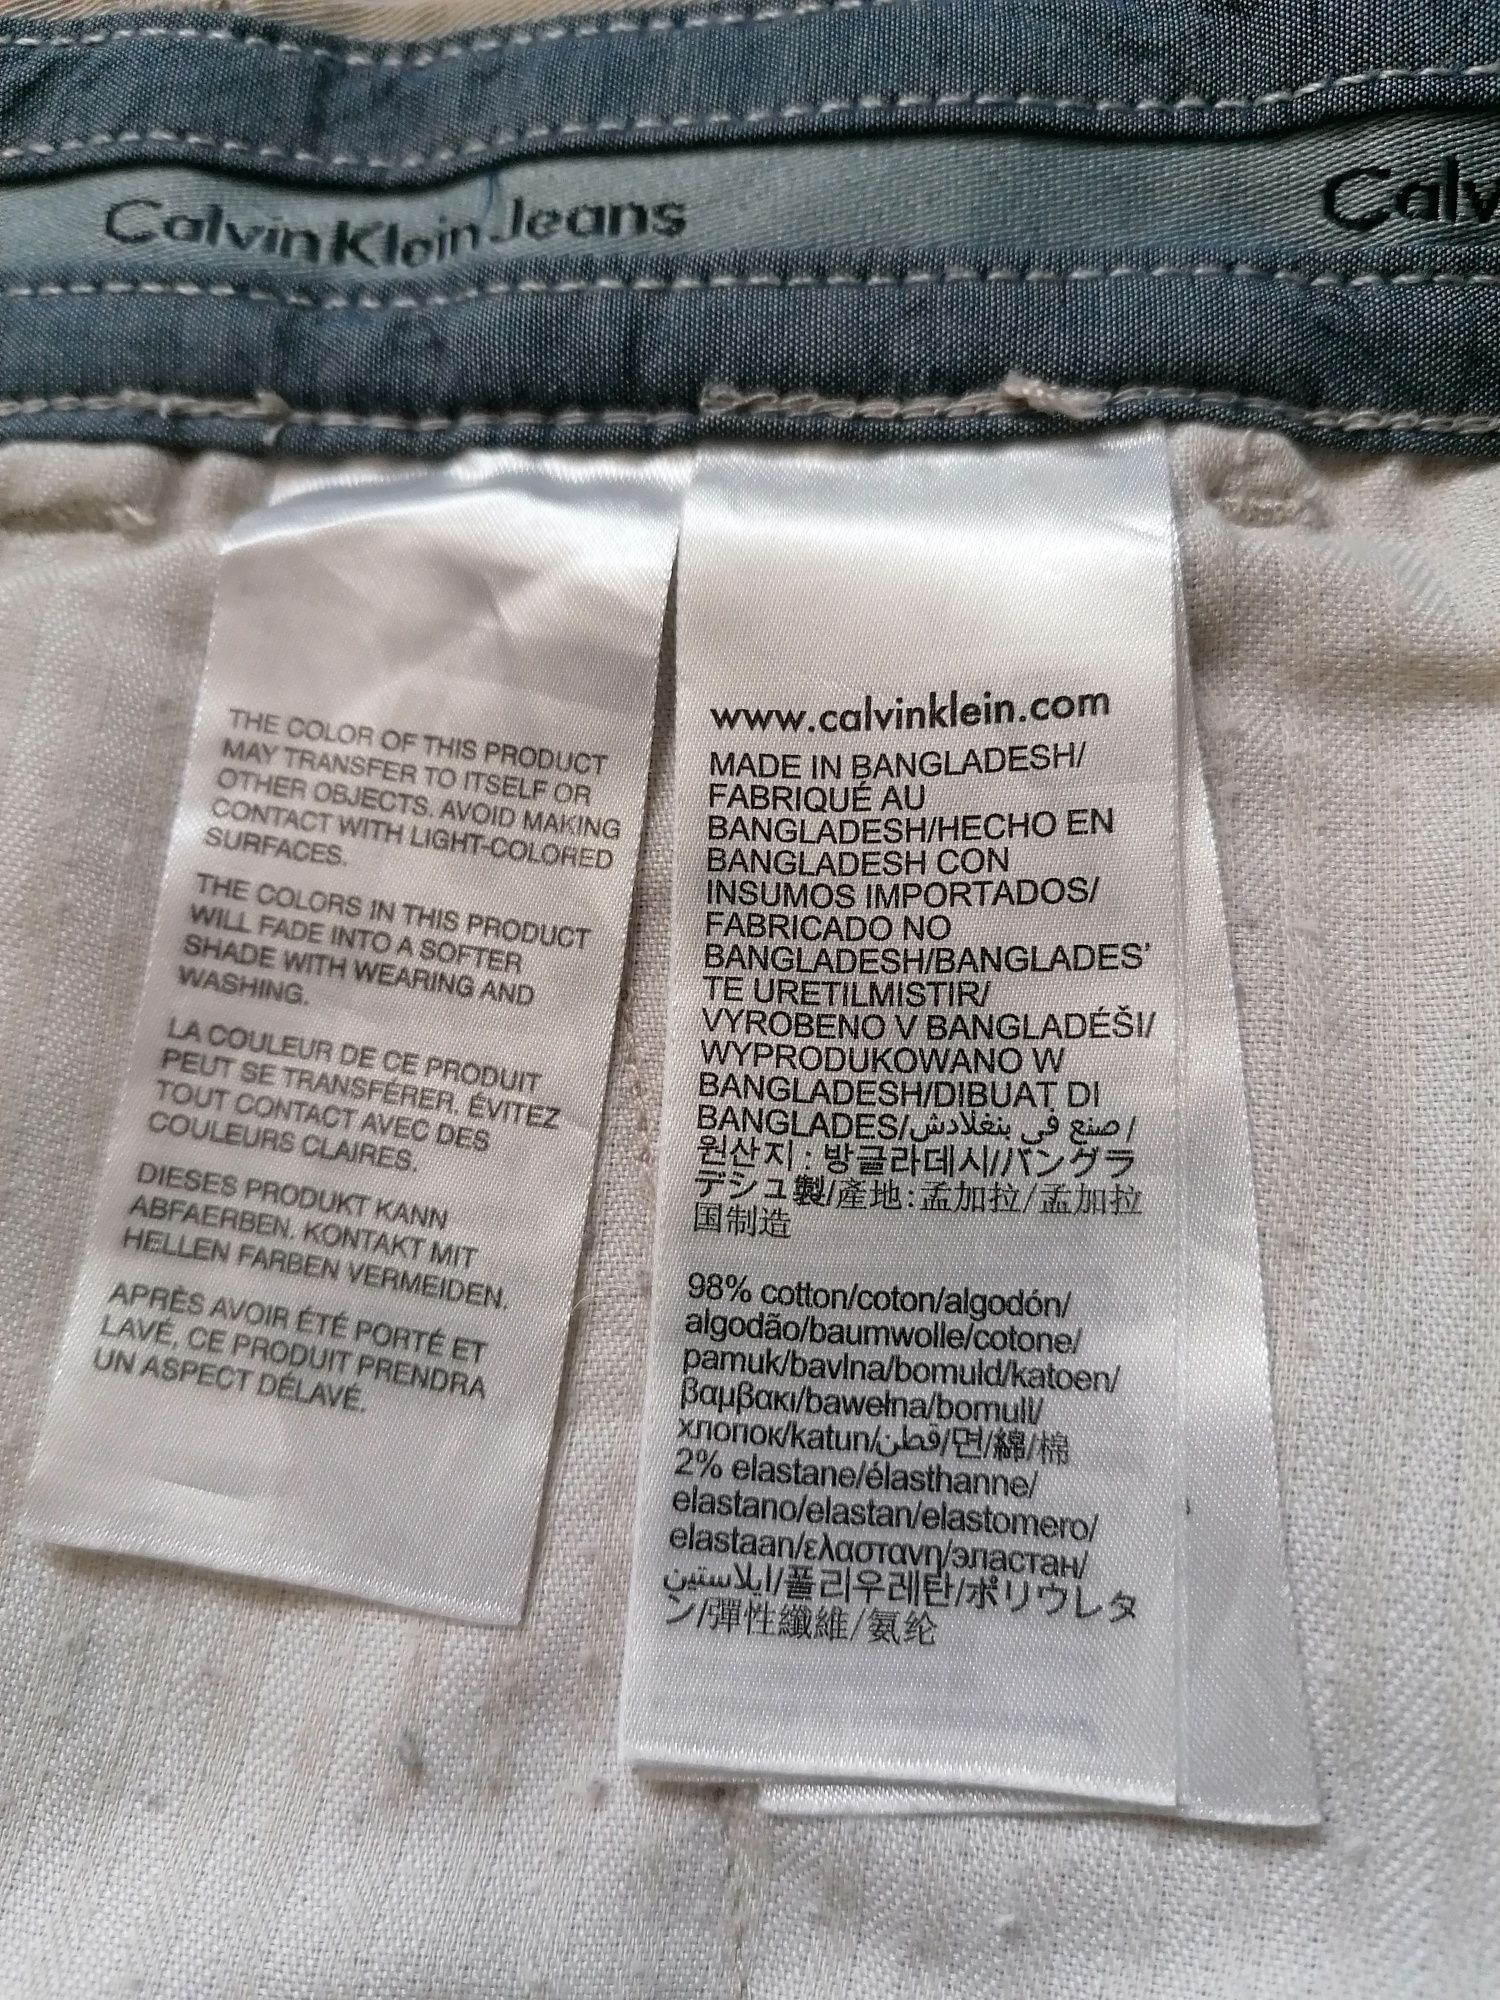 Calvin Klein Jeans
Calv
THE COLOR OF THIS PRODUCT
MAY TRANSFER TO ITSELF OR
OTHER OBJECTS. AVOID MAKING
CONTACT WITH LIGHT-COLORED
SURFACES.
THE COLORS IN THIS PRODUCT
WILL FADE INTO A SOFTER
SHADE WITH WEARING AND
WASHING.
LA COULEUR DE CE PRODUIT
PEUT SE TRANSFÉRER. ÉVITEZ
TOUT CONTACT AVEC DES
COULEURS CLAIRES.
DIESES PRODUKT KANN
ABFAERBEN. KONTAKT MIT
HELLEN FARBEN VERMEIDEN.
APRÈS AVOIR ÉTÉ PORTÉ ET
LAVÉ, CE PRODUIT PRENDRA
UN ASPECT DÉLAVÉ.
www.calvinklein.com
MADE IN BANGLADESH/
FABRIQUÉ AU
BANGLADESH/HECHO EN
BANGLADESH CON
INSUMOS IMPORTADOS/
FABRICADO NO
BANGLADESH/BANGLADES'
TE URETILMISTIR/
VYROBENO V BANGLADÉŠI/
WYPRODUKOWANO W
BANGLADESH/DIBUAT DI
BANGLADES/صنع في بنغلادش/
원산지 : 방글라데시/バングラ
デシュ製/產地:孟加拉/孟加拉
国制造
98% cotton/coton/algodón/
algodão/baumwolle/cotone/
pamuk/bavlna/bomuld/katoen/
βαμβακι/bawełna/bomull/
хлопок/katun/قطن/면/綿/棉
2% elastane/élasthanne/
elastano/elastan/elastomero/
elastaan/ελαστανη/эластан/
ايلاستين/폴리우레탄/ポリウレタ
ン/彈性纖維/氨纶